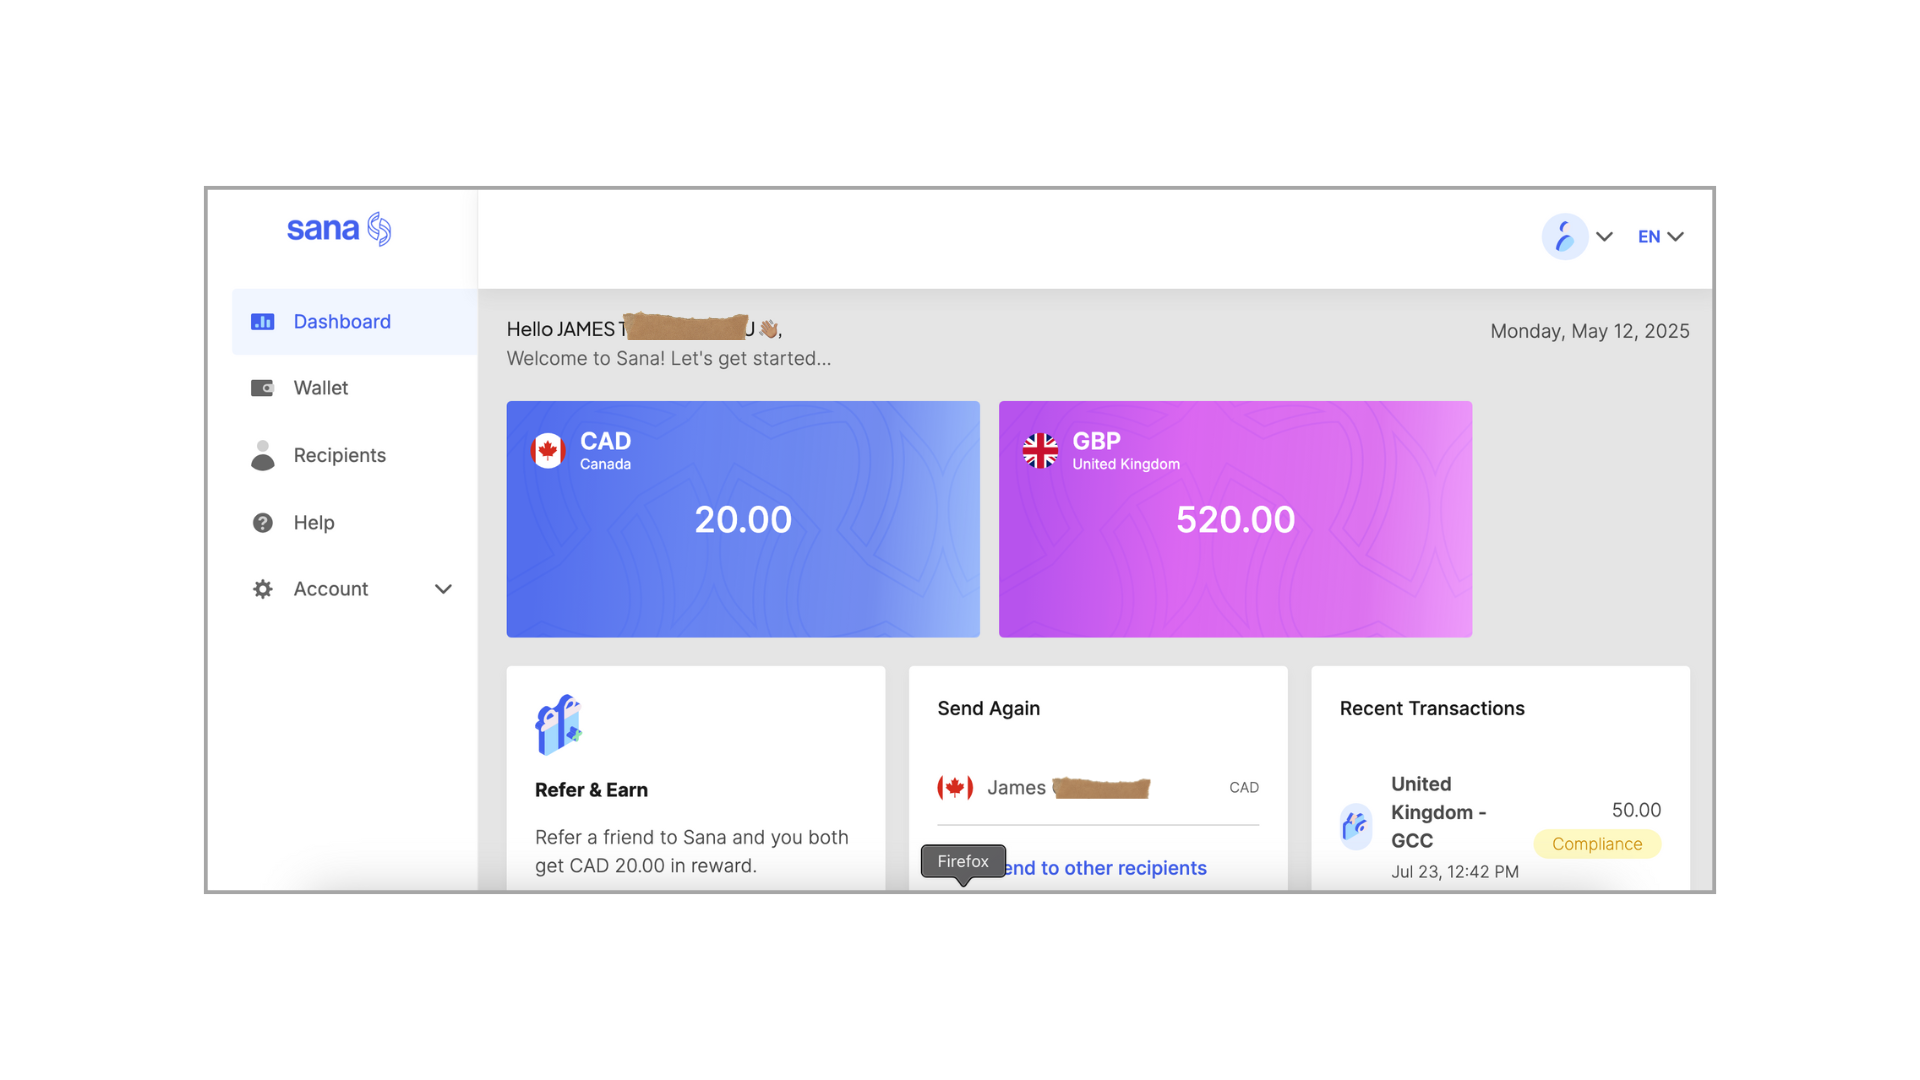 sana
EN
Dashboard
Wallet
Recipients
Help
Account
Hello JAMES T U 👋🏽,
Welcome to Sana! Let's get started...
Monday, May 12, 2025
CAD
Canada
20.00
GBP
United Kingdom
520.00
Refer & Earn
Refer a friend to Sana and you both
get CAD 20.00 in reward.
Send Again
James
CAD
Firefox
end to other recipients
Recent Transactions
United
Kingdom -
GCC
Jul 23, 12:42 PM
50.00
Compliance